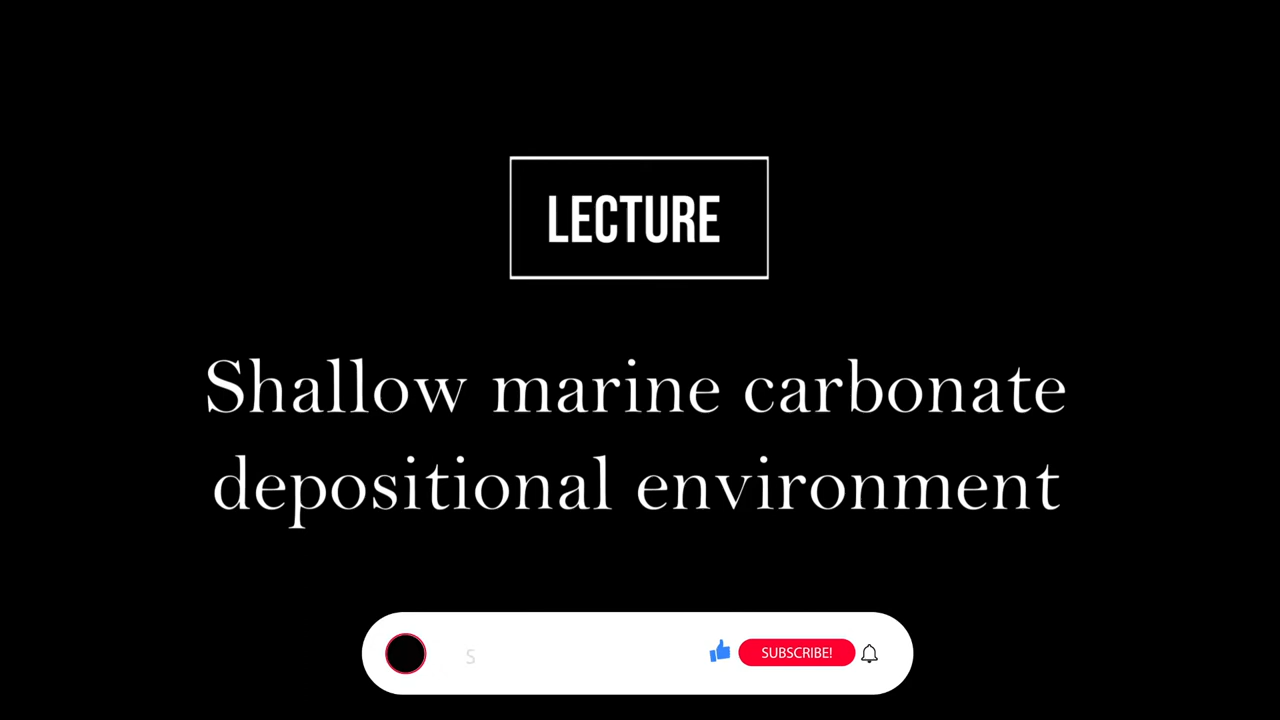 LECTURE
Shallow marine carbonate
depositional environment
S
SUBSCRIBE!